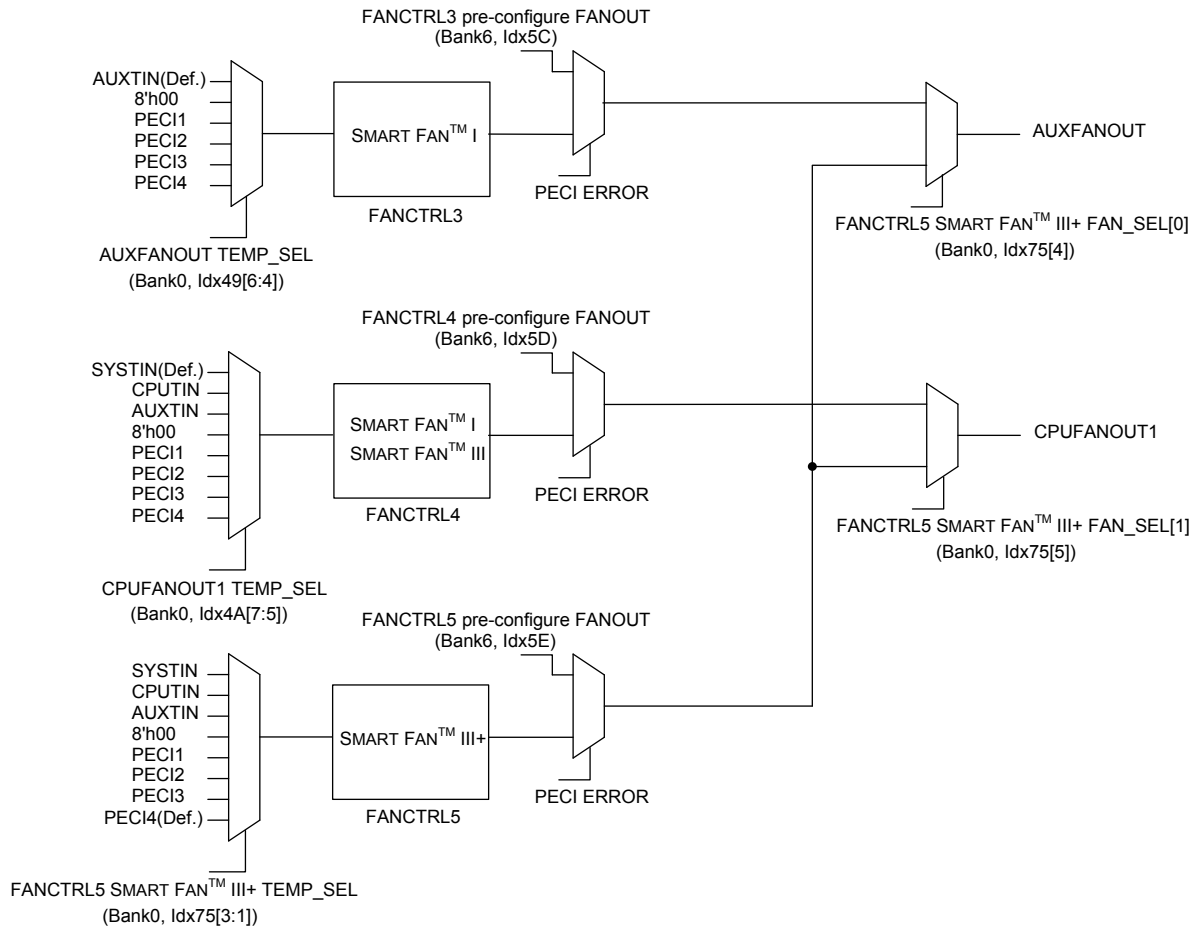 FANCTRL3 pre-configure FANOUT
(Bank6, Idx5C)
AUXTIN(Def.)
8'h00
PECI1
PECI2
PECI3
PECI4
SMART FAN™ I
FANCTRL3
PECI ERROR
AUXFANOUT
AUXFANOUT TEMP_SEL
(Bank0, Idx49[6:4])
FANCTRL5 SMART FAN™ III+ FAN_SEL[0]
(Bank0, Idx75[4])
FANCTRL4 pre-configure FANOUT
(Bank6, Idx5D)
SYSTIN(Def.)
CPUTIN
AUXTIN
8'h00
PECI1
PECI2
PECI3
PECI4
SMART FAN™ I
SMART FAN™ III
FANCTRL4
PECI ERROR
CPUFANOUT1
CPUFANOUT1 TEMP_SEL
(Bank0, Idx4A[7:5])
FANCTRL5 SMART FAN™ III+ FAN_SEL[1]
(Bank0, Idx75[5])
FANCTRL5 pre-configure FANOUT
(Bank6, Idx5E)
SYSTIN
CPUTIN
AUXTIN
8'h00
PECI1
PECI2
PECI3
PECI4(Def.)
SMART FAN™ III+
FANCTRL5
PECI ERROR
FANCTRL5 SMART FAN™ III+ TEMP_SEL
(Bank0, Idx75[3:1])